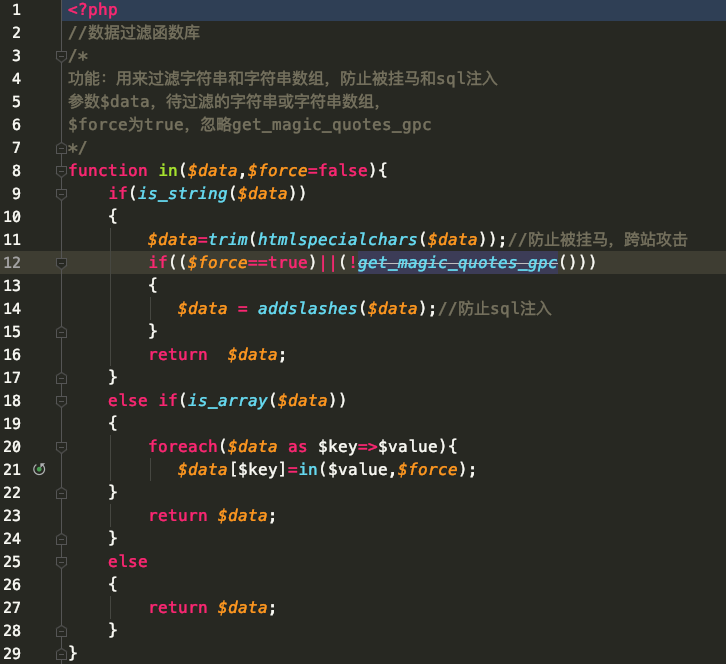 1 <?php
2 //数据过滤函数库
3 /*
4 功能：用来过滤字符串和字符串数组，防止被挂马和sql注入
5 参数$data，待过滤的字符串或字符串数组，
6 $force为true，忽略get_magic_quotes_gpc
7 */
8 function in($data,$force=false){
9 if(is_string($data))
10 {
11 $data=trim(htmlspecialchars($data));//防止被挂马，跨站攻击
12 if(($force==true)||(!get_magic_quotes_gpc()))
13 {
14 $data = addslashes($data);//防止sql注入
15 }
16 return  $data;
17 }
18 else if(is_array($data))
19 {
20 foreach($data as $key=>$value){
21 $data[$key]=in($value,$force);
22 }
23 return $data;
24 }
25 else
26 {
27 return $data;
28 }
29 }